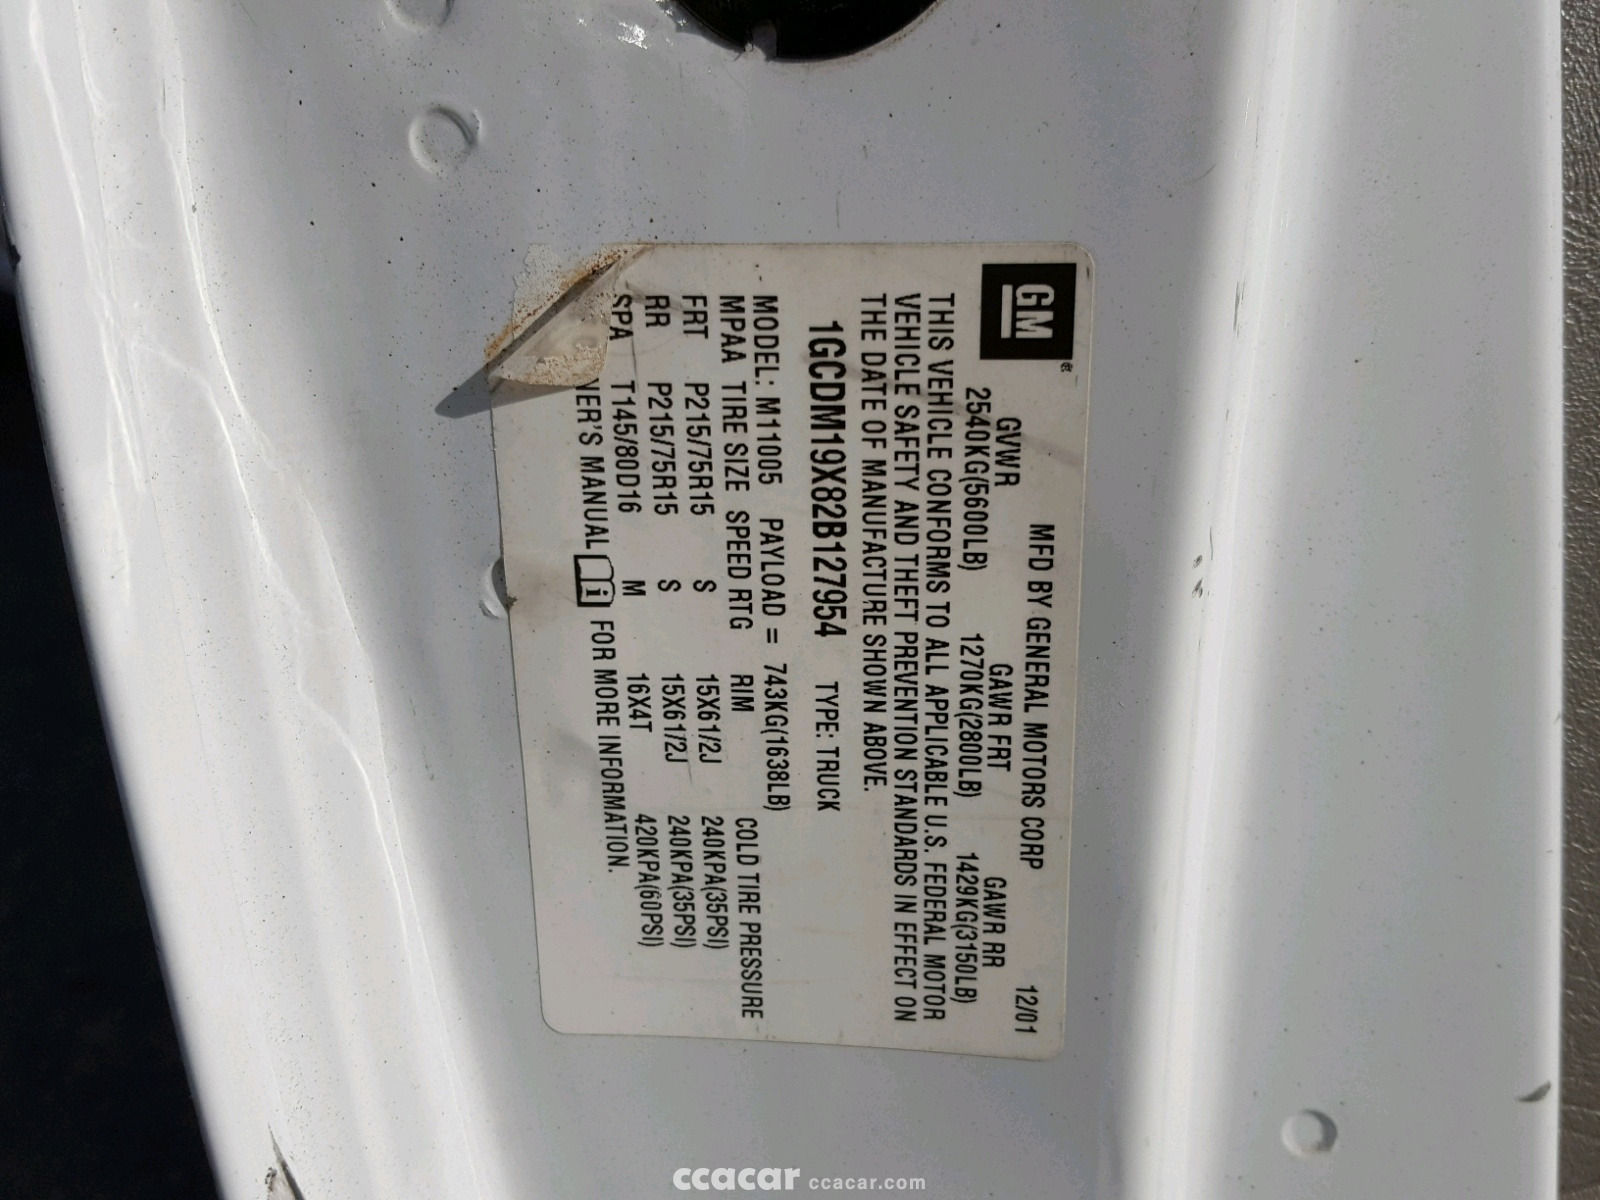 GM®
MFD BY GENERAL MOTORS CORP 12/01
GVWR GAWR FRT GAWR RR
2540KG(5600LB) 1270KG(2800LB) 1429KG(3150LB)
THIS VEHICLE CONFORMS TO ALL APPLICABLE U.S. FEDERAL MOTOR
VEHICLE SAFETY AND THEFT PREVENTION STANDARDS IN EFFECT ON
THE DATE OF MANUFACTURE SHOWN ABOVE.
1GCDM19X82B127954 TYPE: TRUCK
MODEL: M11005 PAYLOAD = 743KG(1638LB)
MPAA TIRE SIZE SPEED RTG RIM COLD TIRE PRESSURE
FRT P215/75R15 S 15X61/2J 240KPA(35PSI)
RR P215/75R15 S 15X61/2J 240KPA(35PSI)
SPA T145/80D16 M 16X4T 420KPA(60PSI)
NER'S MANUAL i FOR MORE INFORMATION.
ccacar ccacar.com